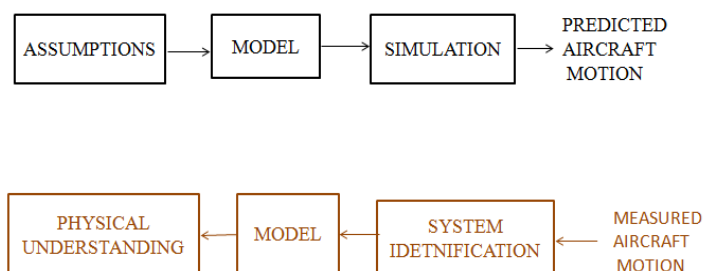 ASSUMPTIONS
MODEL
SIMULATION
PREDICTED
AIRCRAFT
MOTION
PHYSICAL
UNDERSTANDING
MODEL
SYSTEM
IDETNIFICATION
MEASURED
AIRCRAFT
MOTION